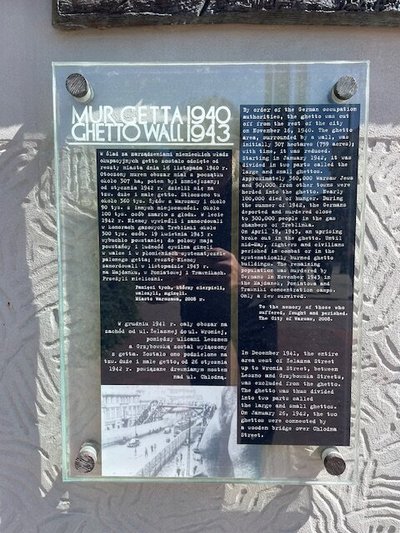 MUR GETTA 1940
GHETTO WALL 1943
W ślad za zarządzeniami niemieckich władz
okupacyjnych getto zostało odcięte od
reszty miasta dnia 16 listopada 1940 r.
Otoczony murem obszar miał z początku
około 307 ha, potem był zmniejszany;
od stycznia 1942 r. dzielił się na
tzw. duże i małe getto. Stłoczono tu
około 360 tys. Żydów z Warszawy i około
90 tys. z innych miejscowości. Około
100 tys. osób zmarło z głodu. W lecie
1942 r. Niemcy wywieźli i zamordowali
w komorach gazowych Treblinki około
300 tys. osób. 19 kwietnia 1943 r.
wybuchło powstanie; do połowy maja
powstańcy i ludność cywilna ginęli
w walce i w płomieniach systematycznie
palonego getta; resztę Niemcy
zamordowali w listopadzie 1943 r.
na Majdanku, w Poniatowej i Trawnikach.
Przeżyli nieliczni.
Pamięci tych, którzy cierpieli,
walczyli, zginęli.
Miasto Warszawa, 2008 r.
W grudniu 1941 r. cały obszar na
zachód od ul. Żelaznej do ul. Wroniej,
pomiędzy ulicami Leszno
a Grzybowską został wyłączony
z getta. Zostało ono podzielone na
tzw. duże i małe getto, od 26 stycznia
1942 r. powiązane drewnianym mostem
nad ul. Chłodną.
By order of the German occupation
authorities, the ghetto was cut
off from the rest of the city
on November 16, 1940. The ghetto
area, surrounded by a wall, was
initially 307 hectares (759 acres);
with time, it was reduced.
Starting in January 1942, it was
divided in two parts called the
large and small ghettos.
Approximately 360,000 Warsaw Jews
and 90,000 from other towns were
herded into the ghetto. Nearly
100,000 died of hunger. During
the summer of 1942, the Germans
deported and murdered close
to 300,000 people in the gas
chambers of Treblinka.
On April 19, 1943, an uprising
broke out in the ghetto. Until
mid-May, fighters and civilians
perished in combat or in the
systematically burned ghetto
buildings. The remaining
population was murdered by
Germans in November 1943 in
the Majdanek, Poniatowa and
Trawniki concentration camps.
Only a few survived.
To the memory of those who
suffered, fought and perished.
The City of Warsaw, 2008.
In December 1941, the entire
area west of Żelazna Street
up to Wronia Street, between
Leszno and Grzybowska Streets,
was excluded from the ghetto.
The ghetto was thus divided
into two parts called
the large and small ghettos.
On January 26, 1942, the two
ghettos were connected by
a wooden bridge over Chłodna
Street.